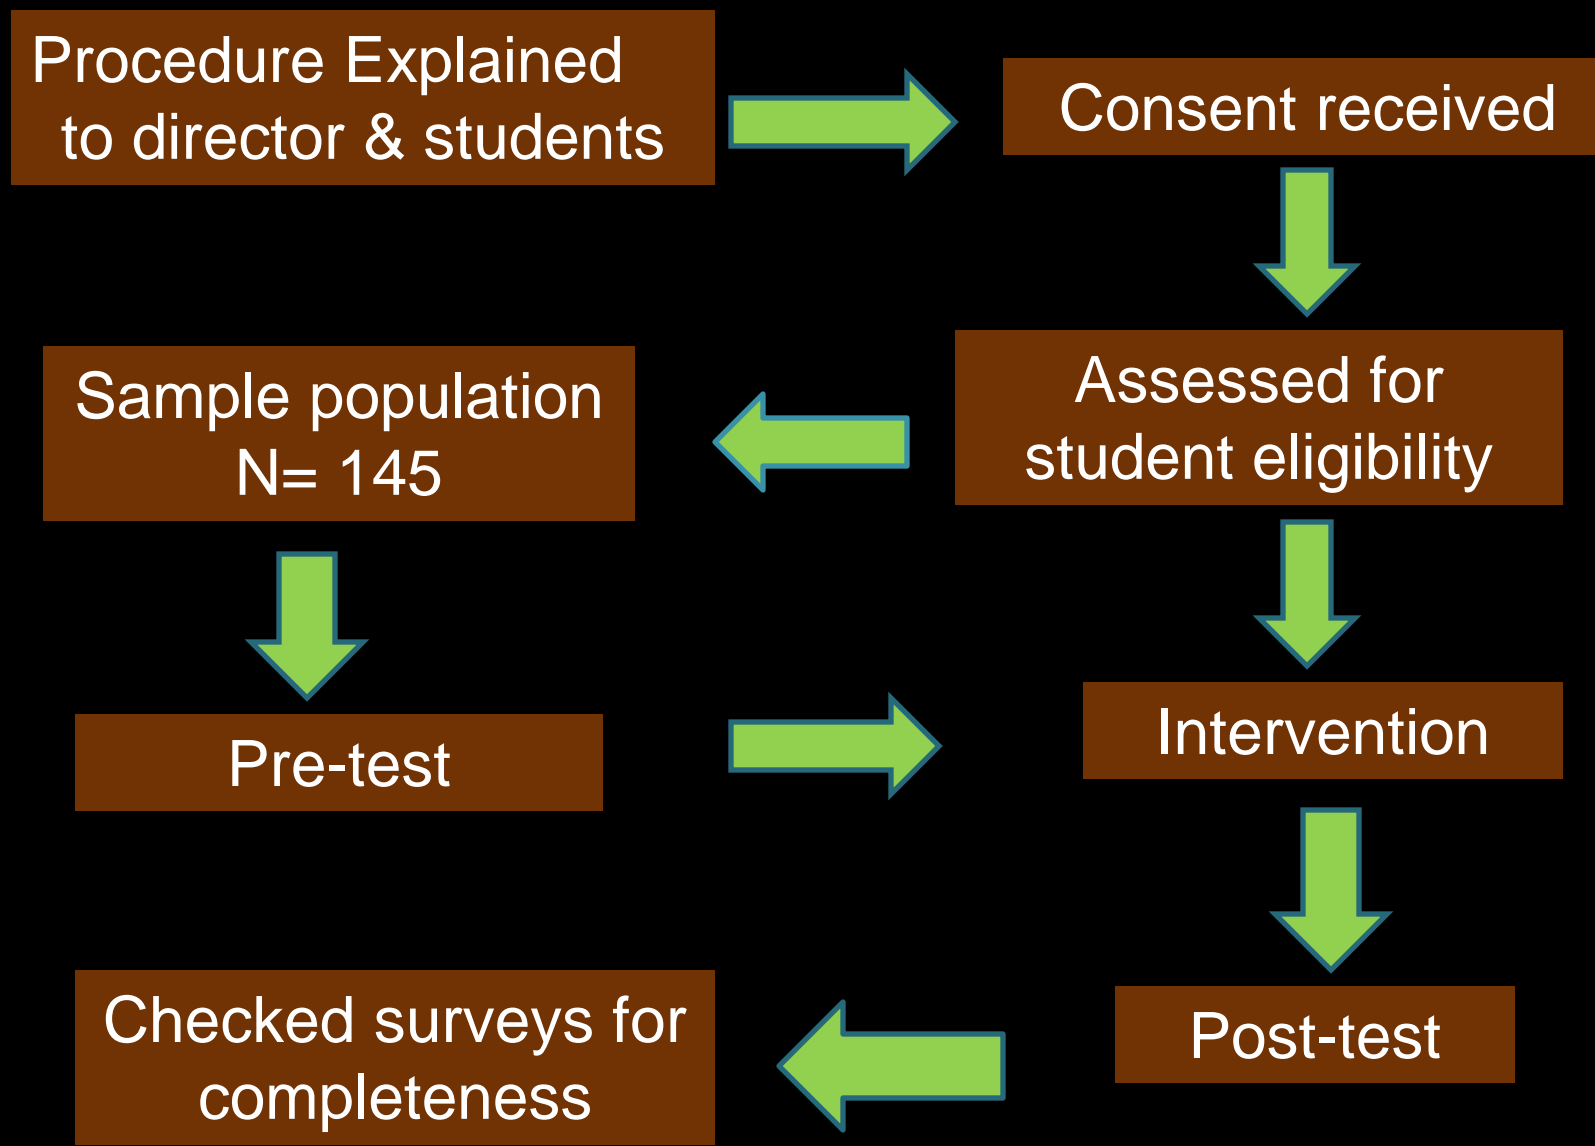 Procedure Explained
to director & students
Consent received
Assessed for
student eligibility
Sample population
N= 145
Pre-test
Intervention
Post-test
Checked surveys for
completeness